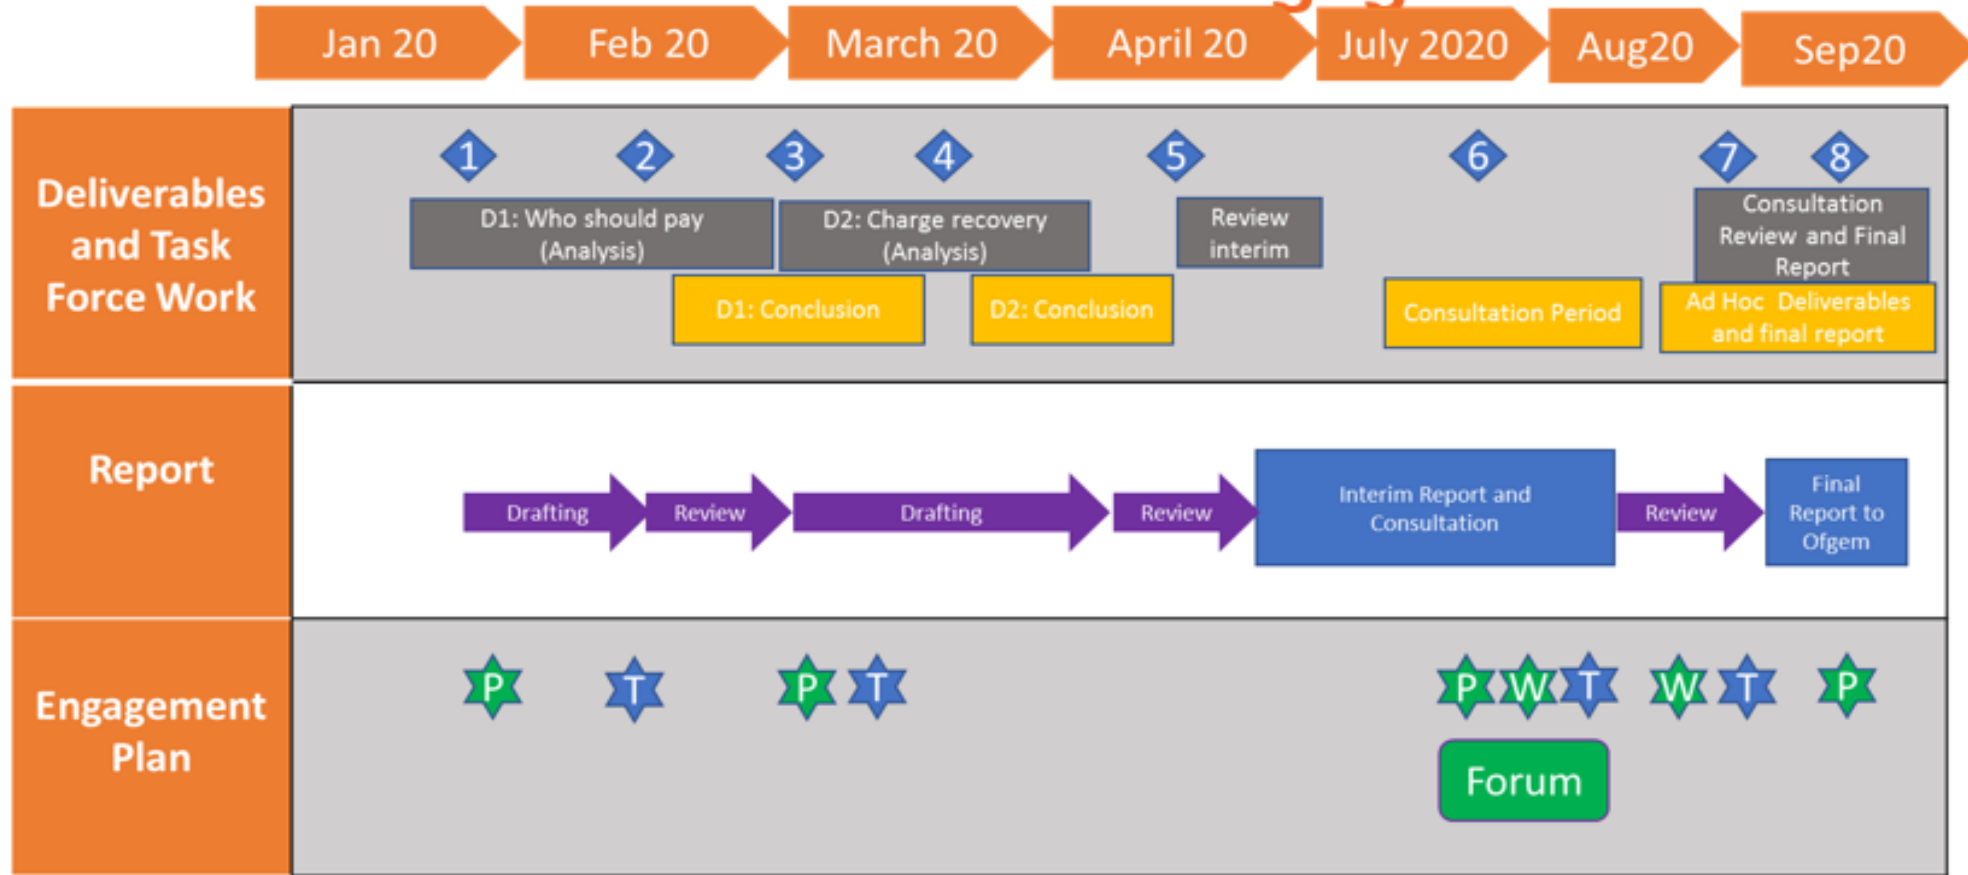 Jan 20
Feb 20
March 20
April 20
July 2020
Aug20
Sep20
Deliverables
and Task
Force Work
1
2
3
4
5
6
7
8
D1: Who should pay
(Analysis)
D2: Charge recovery
(Analysis)
Review
interim
Consultation
Review and Final
Report
D1: Conclusion
D2: Conclusion
Consultation Period
Ad Hoc Deliverables
and final report
Report
Drafting
Review
Drafting
Review
Interim Report and
Consultation
Review
Final
Report to
Ofgem
Engagement
Plan
P
T
P
T
P
W
T
W
T
P
Forum